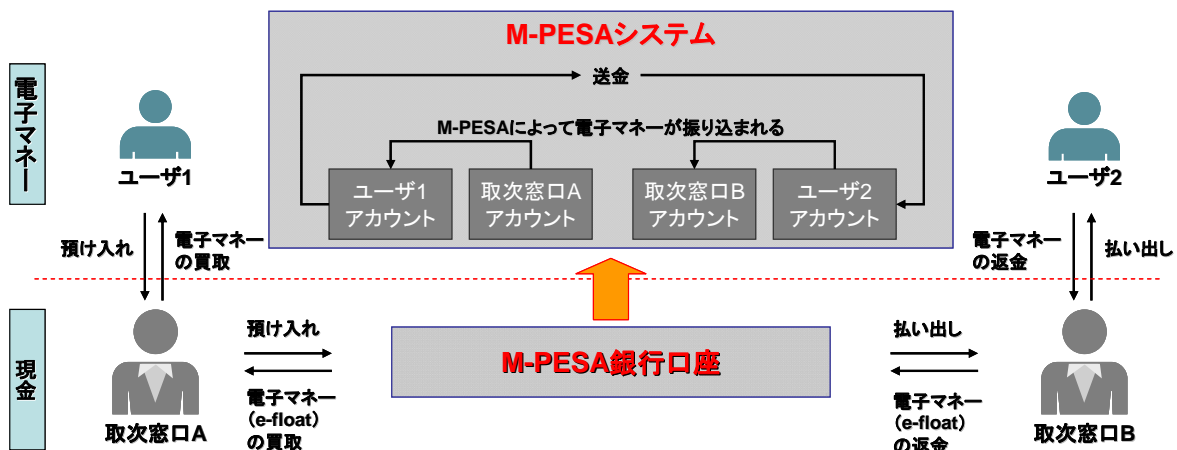 M-PESAシステム
送金
M-PESAによって電子マネーが振り込まれる
ユーザ1
アカウント
取次窓口A
アカウント
取次窓口B
アカウント
ユーザ2
アカウント
電子マネー
ユーザ1
ユーザ2
預け入れ
電子マネー
の買取
電子マネー
の返金
払い出し
現金
取次窓口A
預け入れ
電子マネー
(e-float)
の買取
M-PESA銀行口座
払い出し
電子マネー
(e-float)
の返金
取次窓口B